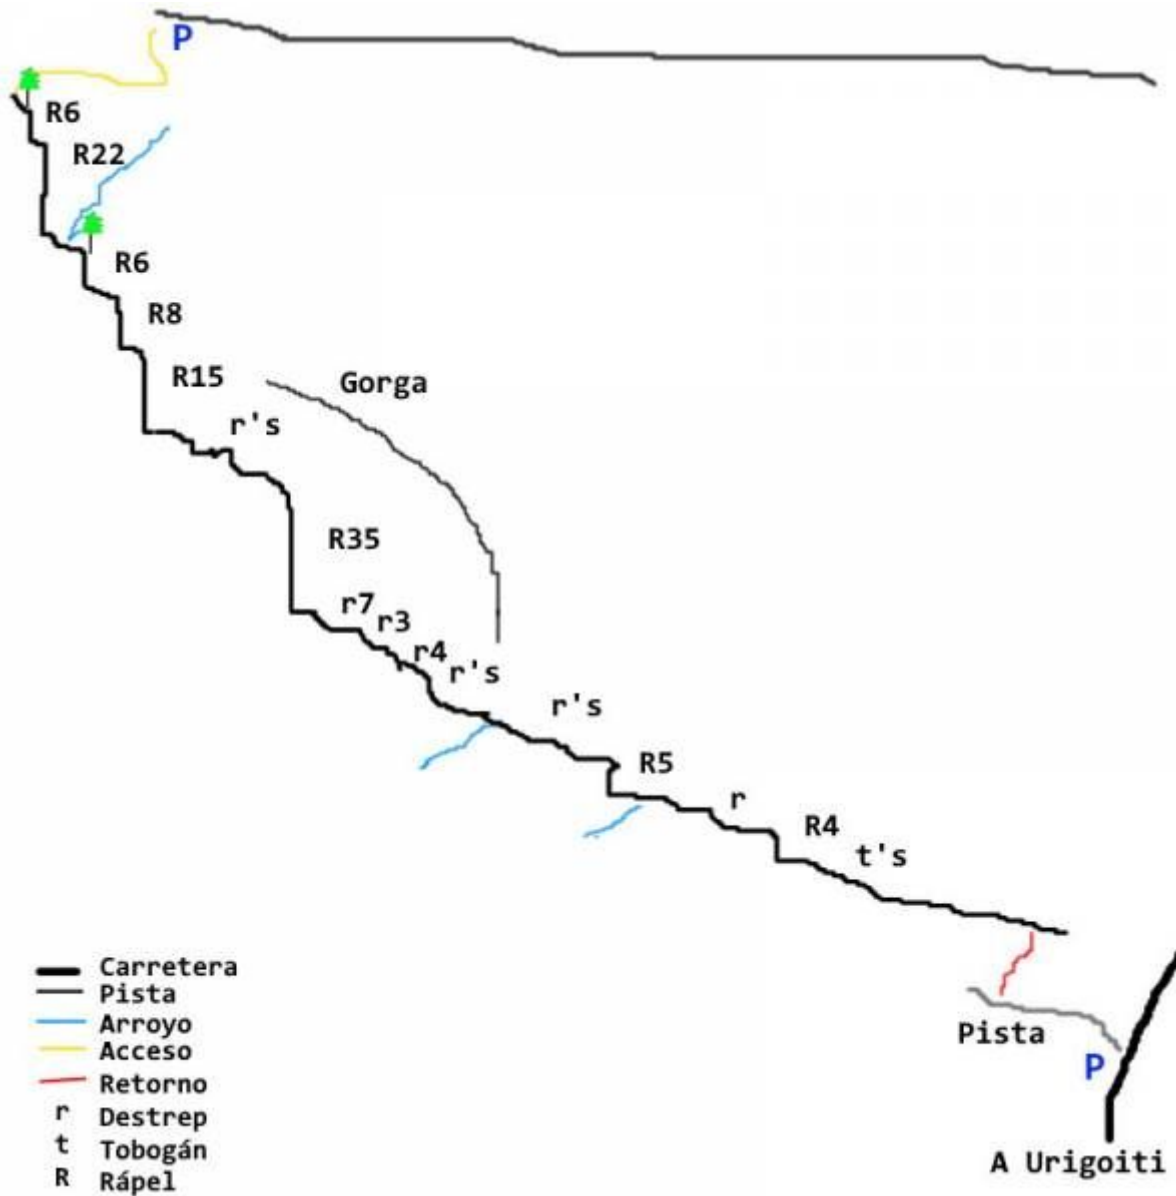 P
R6
R22
R6
R8
R15
Gorga
r's
R35
r7
r3
r4
r's
r's
R5
r
R4
t's
Carretera
Pista
Arroyo
Acceso
Retorno
r Destrep
t Tobogán
R Rápel
Pista
P
A Urigoiti